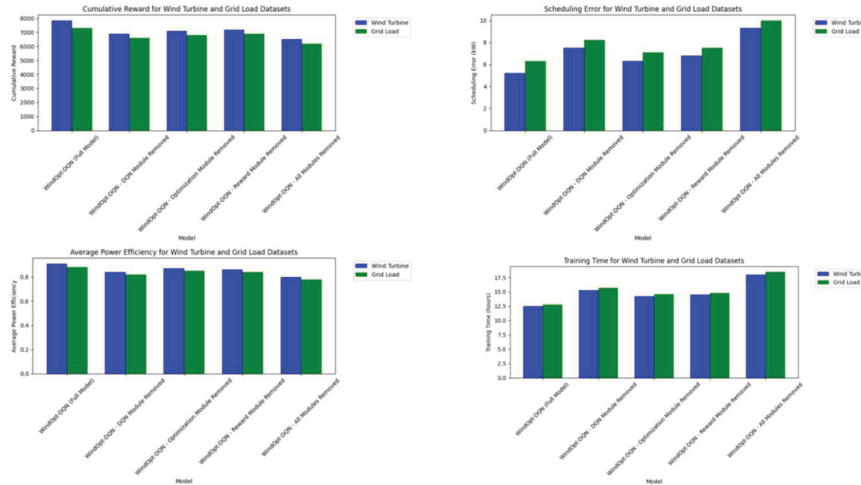 Cumulative Reward for Wind Turbine and Grid Load Datasets
Wind Turbine
Grid Load
8000
7000
6000
5000
4000
3000
2000
1000
0
Cumulative Reward
WindOpt-DQN (Full Model)
WindOpt-DQN - DQN Module Removed
WindOpt-DQN - Optimization Module Removed
WindOpt-DQN - Reward Module Removed
WindOpt-DQN - All Modules Removed
Model
Scheduling Error for Wind Turbine and Grid Load Datasets
Wind Turb
Grid Load
10
8
6
4
2
0
Scheduling Error (kW)
WindOpt-DQN (Full Model)
WindOpt-DQN - DQN Module Removed
WindOpt-DQN - Optimization Module Removed
WindOpt-DQN - Reward Module Removed
WindOpt-DQN - All Modules Removed
Model
Average Power Efficiency for Wind Turbine and Grid Load Datasets
Wind Turbine
Grid Load
0.8
0.6
0.4
0.2
0.0
Average Power Efficiency
WindOpt-DQN (Full Model)
WindOpt-DQN - DQN Module Removed
WindOpt-DQN - Optimization Module Removed
WindOpt-DQN - Reward Module Removed
WindOpt-DQN - All Modules Removed
Model
Training Time for Wind Turbine and Grid Load Datasets
Wind Turb
Grid Load
17.5
15.0
12.5
10.0
7.5
5.0
2.5
0.0
Training Time (hours)
WindOpt-DQN (Full Model)
WindOpt-DQN - DQN Module Removed
WindOpt-DQN - Optimization Module Removed
WindOpt-DQN - Reward Module Removed
WindOpt-DQN - All Modules Removed
Model